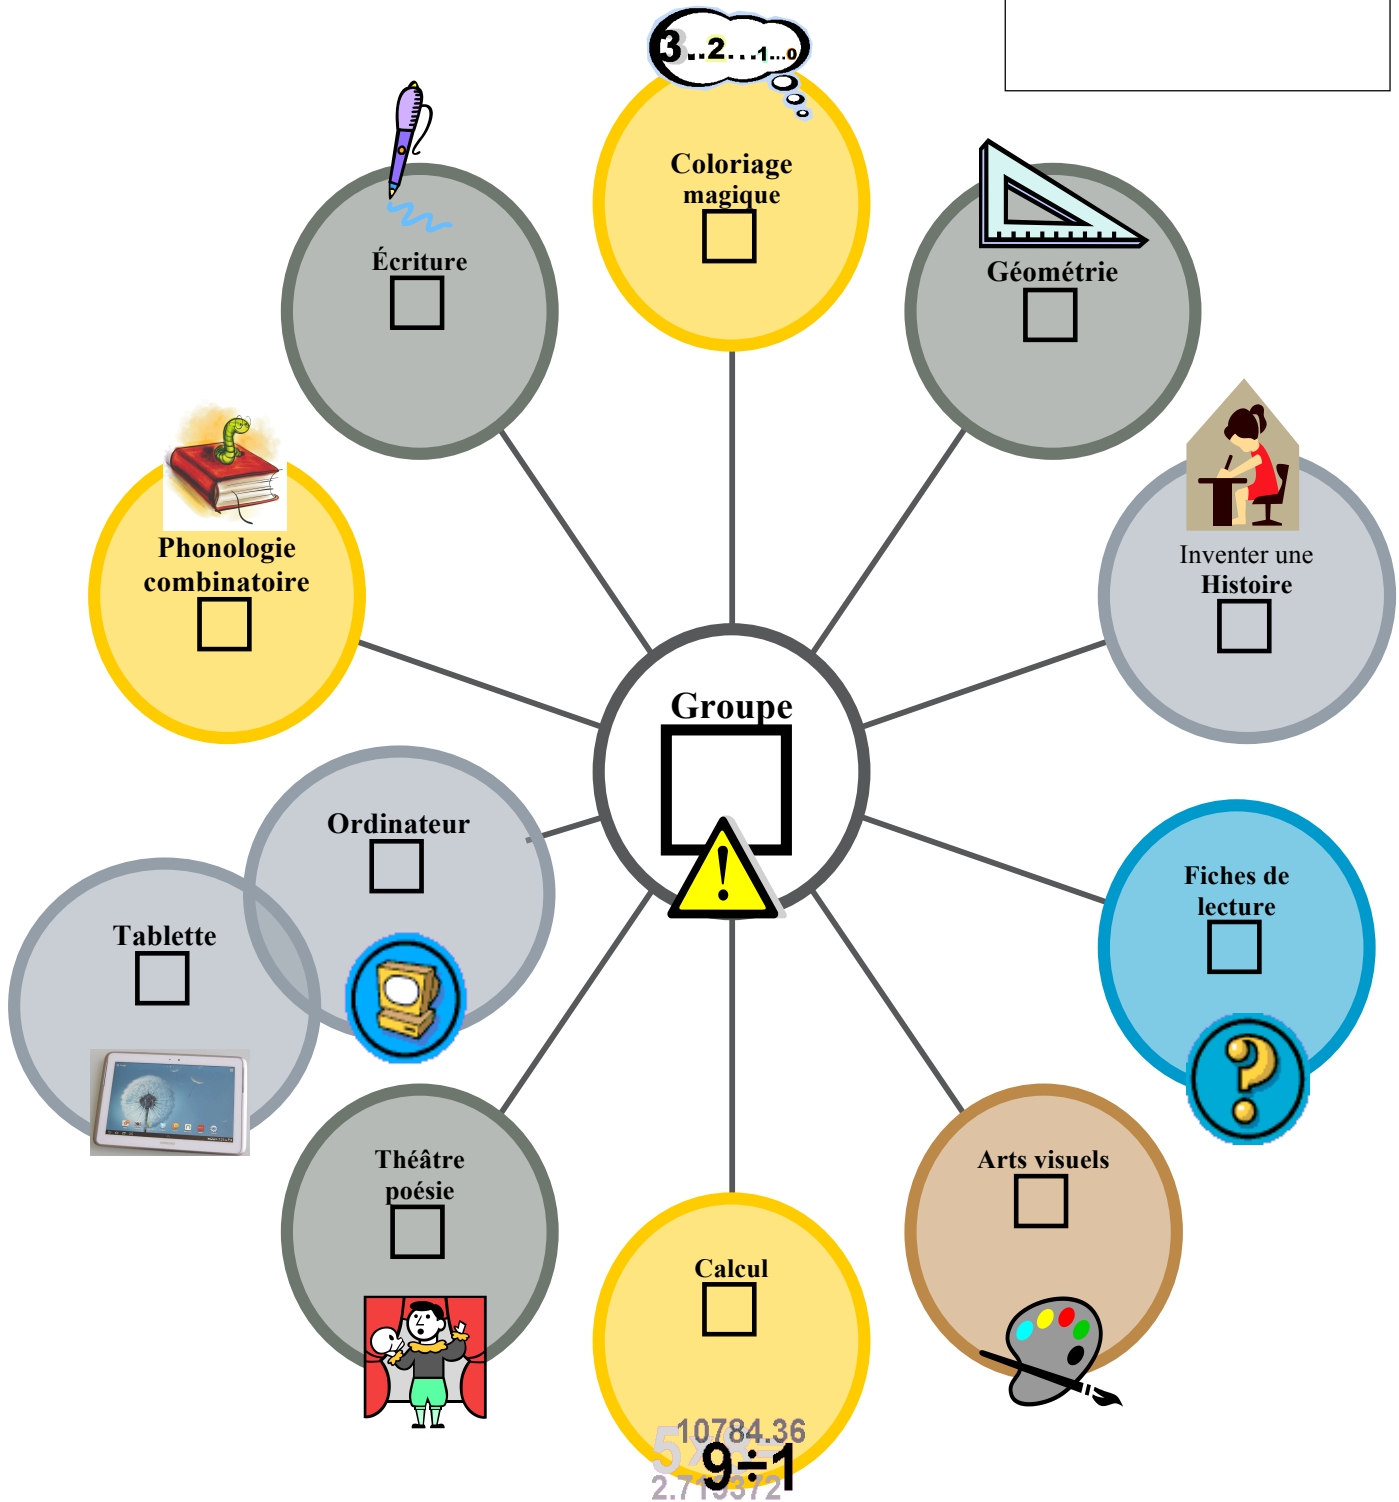 3..2...1...0
Coloriage
magique
Écriture
Géométrie
Phonologie
combinatoire
Inventer une
Histoire
Groupe
!
Ordinateur
Fiches de
lecture
?
Tablette
Théâtre
poésie
Arts visuels
Calcul
10784.36
9÷1